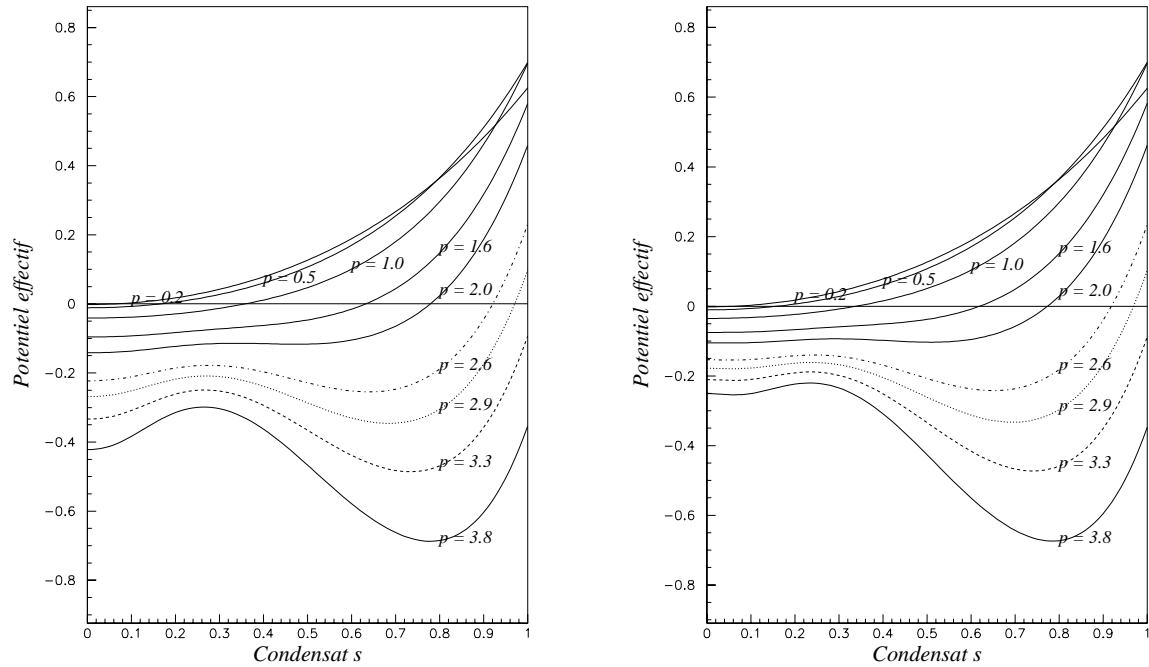 0.8
0.6
0.4
0.2
0
−0.2
−0.4
−0.6
−0.8
Potentiel effectif
p = 0.2
p = 0.5
p = 1.0
p = 1.6
p = 2.0
p = 2.6
p = 2.9
p = 3.3
p = 3.8
0 0.1 0.2 0.3 0.4 0.5 0.6 0.7 0.8 0.9 1
Condensat s
0.8
0.6
0.4
0.2
0
−0.2
−0.4
−0.6
−0.8
Potentiel effectif
p = 0.2
p = 0.5
p = 1.0
p = 1.6
p = 2.0
p = 2.6
p = 2.9
p = 3.3
p = 3.8
0 0.1 0.2 0.3 0.4 0.5 0.6 0.7 0.8 0.9 1
Condensat s